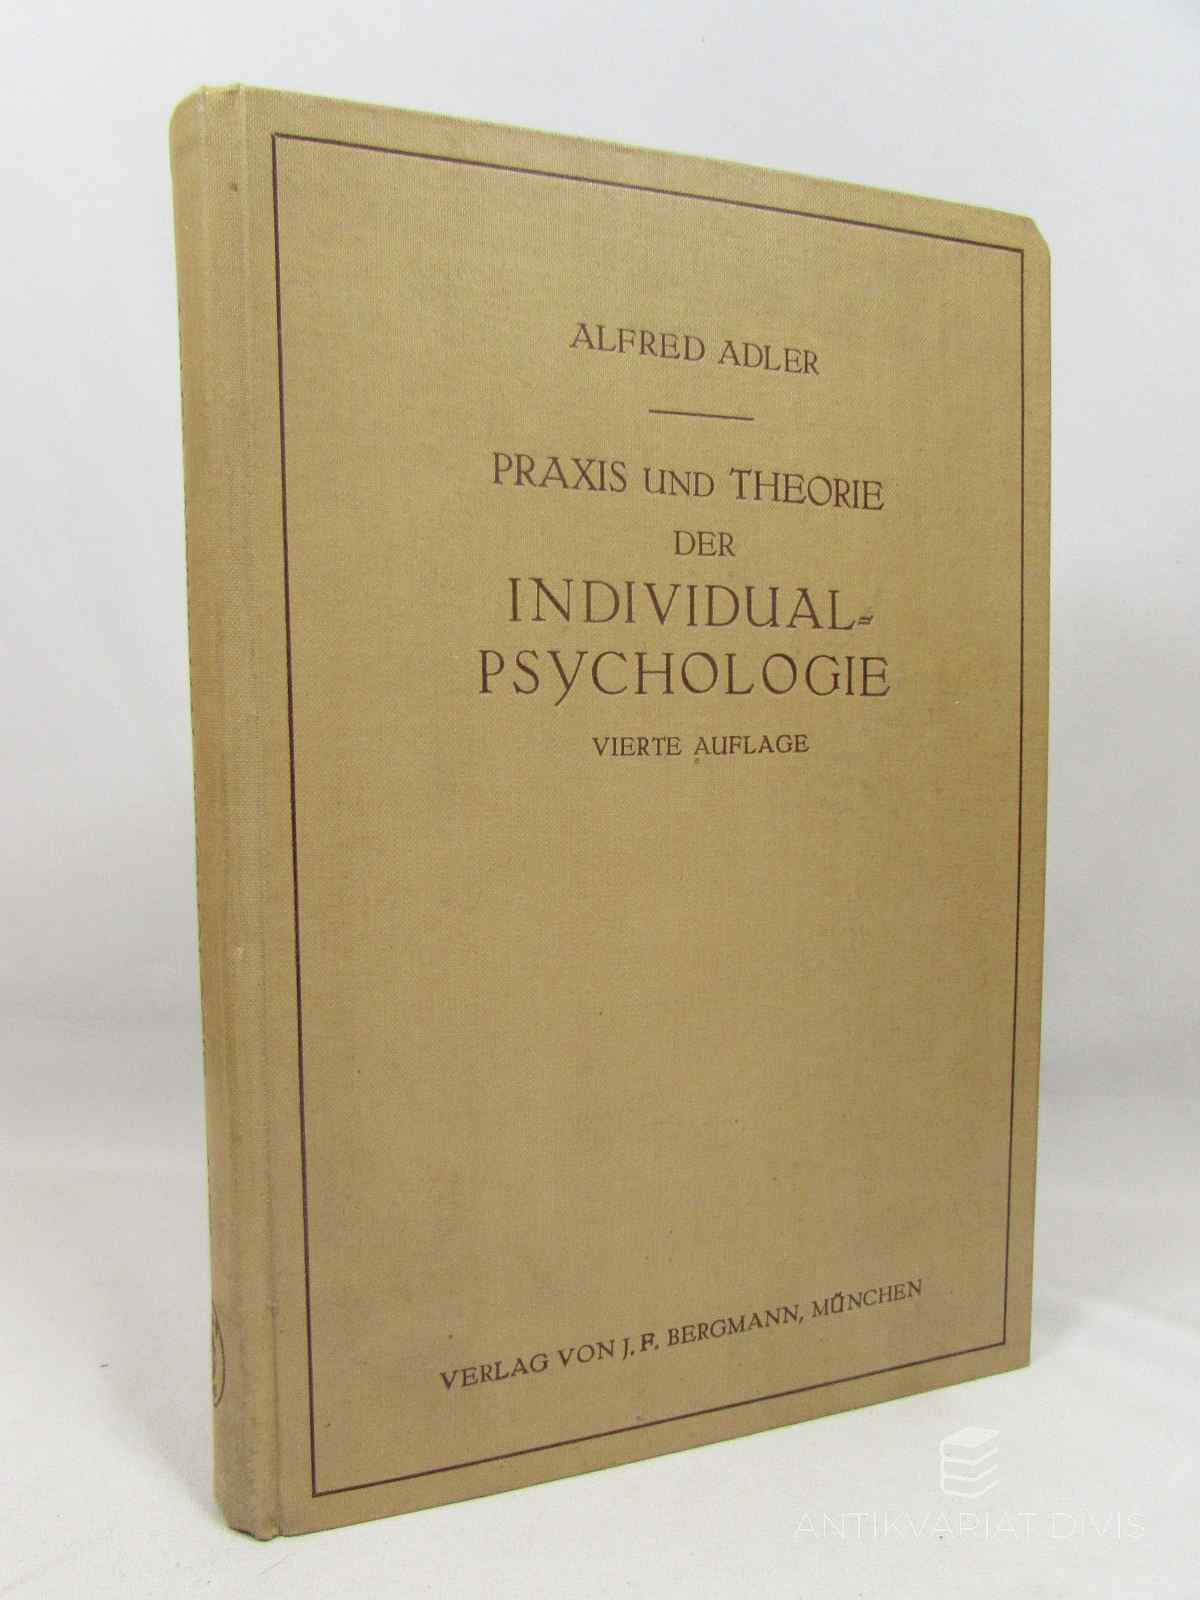 ALFRED ADLER
PRAXIS UND THEORIE
DER
INDIVIDUAL=
PSYCHOLOGIE
VIERTE AUFLAGE
VERLAG VON J. F. BERGMANN, MÜNCHEN
ANTIKVARIAT DIVIS